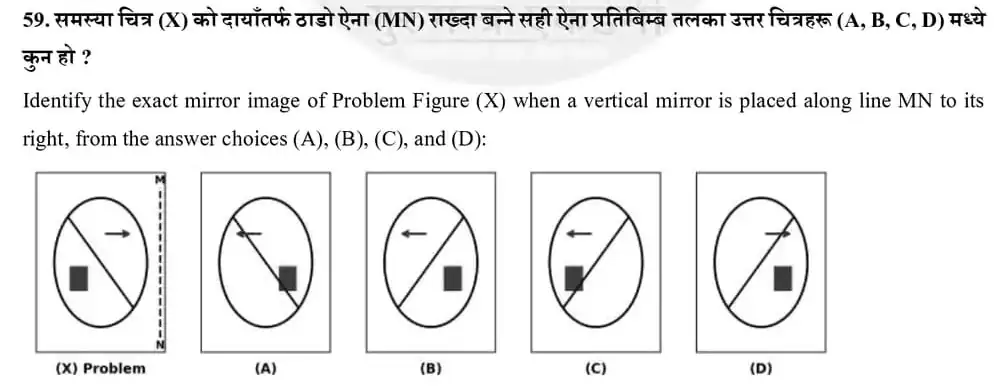 59. समस्या चित्र (X) को दायाँतर्फ ठाडो ऐना (MN) राख्दा बन्ने सही ऐना प्रतिबिम्ब तलका उत्तर चित्रहरू (A, B, C, D) मध्ये
कुन हो ?
Identify the exact mirror image of Problem Figure (X) when a vertical mirror is placed along line MN to its
right, from the answer choices (A), (B), (C), and (D):
M
N
(X) Problem (A) (B) (C) (D)